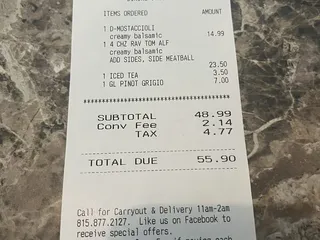 ITEMS ORDERED AMOUNT
1 D-MOSTACCIOLI 14.99
creamy balsamic
1 4 CHZ RAV TOM ALF
creamy balsamic
ADD SIDES, SIDE MEATBALL
23.50
1 ICED TEA 3.50
1 GL PINOT GRIGIO 7.00
SUBTOTAL 48.99
Conv Fee 2.14
TAX 4.77
TOTAL DUE 55.90
Call for Carryout & Delivery 11am-2am
815.877.2127. Like us on Facebook to
receive special offers.